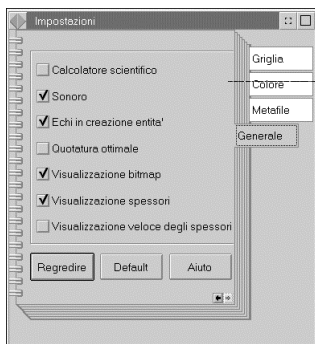 Impostazioni
Calcolatore scientifico
Sonoro
Echi in creazione entita'
Quotatura ottimale
Visualizzazione bitmap
Visualizzazione spessori
Visualizzazione veloce degli spessori
Regredire
Default
Aiuto
Griglia
Colore
Metafile
Generale